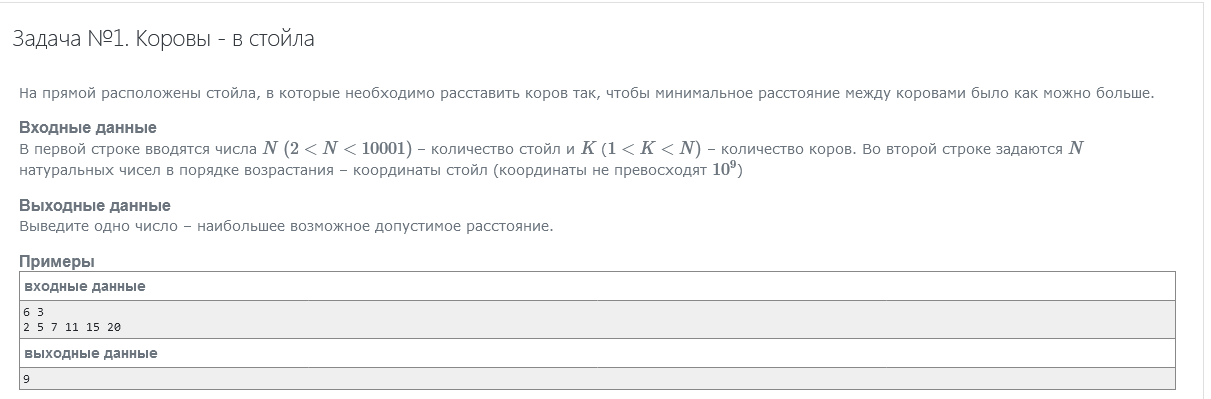 Задача №1. Коровы - в стойла
На прямой расположены стойла, в которые необходимо расставить коров так, чтобы минимальное расстояние между коровами было как можно больше.
Входные данные
В первой строке вводятся числа N (2 < N < 10001) – количество стойл и K (1 < K < N) – количество коров. Во второй строке задаются N
натуральных чисел в порядке возрастания – координаты стойл (координаты не превосходят 10⁹)
Выходные данные
Выведите одно число – наибольшее возможное допустимое расстояние.
Примеры
входные данные
6 3
2 5 7 11 15 20
выходные данные
9